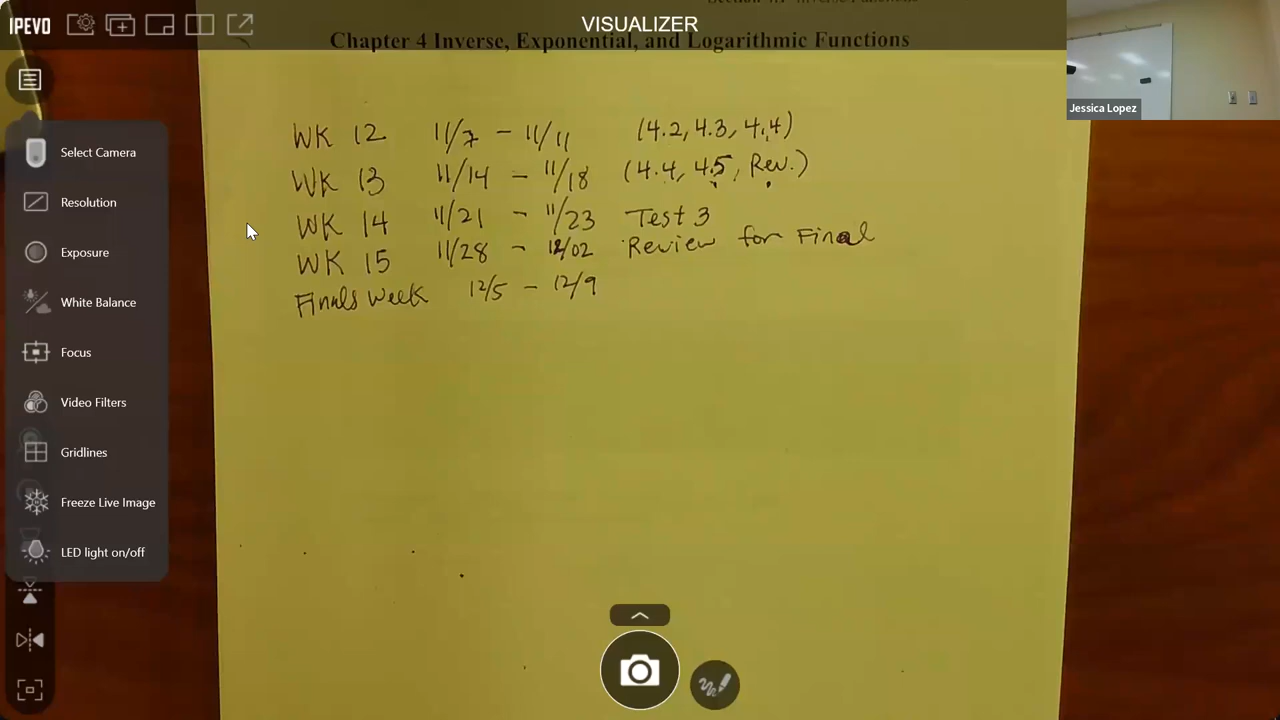 IPEVO
VISUALIZER
Chapter 4 Inverse, Exponential, and Logarithmic Functions
Jessica Lopez
Select Camera
Resolution
Exposure
White Balance
Focus
Video Filters
Gridlines
Freeze Live Image
LED light on/off
WK 12 11/7 - 11/11 (4.2, 4.3, 4.4)
WK 13 11/14 - 11/18 (4.4, 4.5, Rev.)
WK 14 11/21 - 11/23 Test 3
WK 15 11/28 - 12/02 Review for Final
Finals Week 12/5 - 12/9